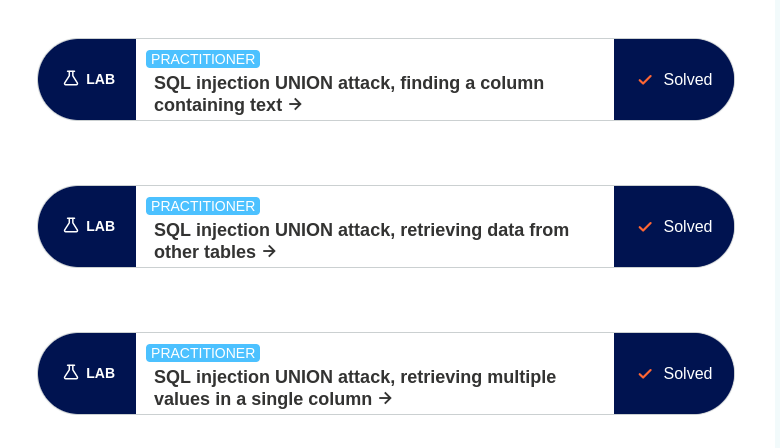 PRACTITIONER
LAB
SQL injection UNION attack, finding a column
containing text →
Solved
PRACTITIONER
LAB
SQL injection UNION attack, retrieving data from
other tables →
Solved
PRACTITIONER
LAB
SQL injection UNION attack, retrieving multiple
values in a single column →
Solved